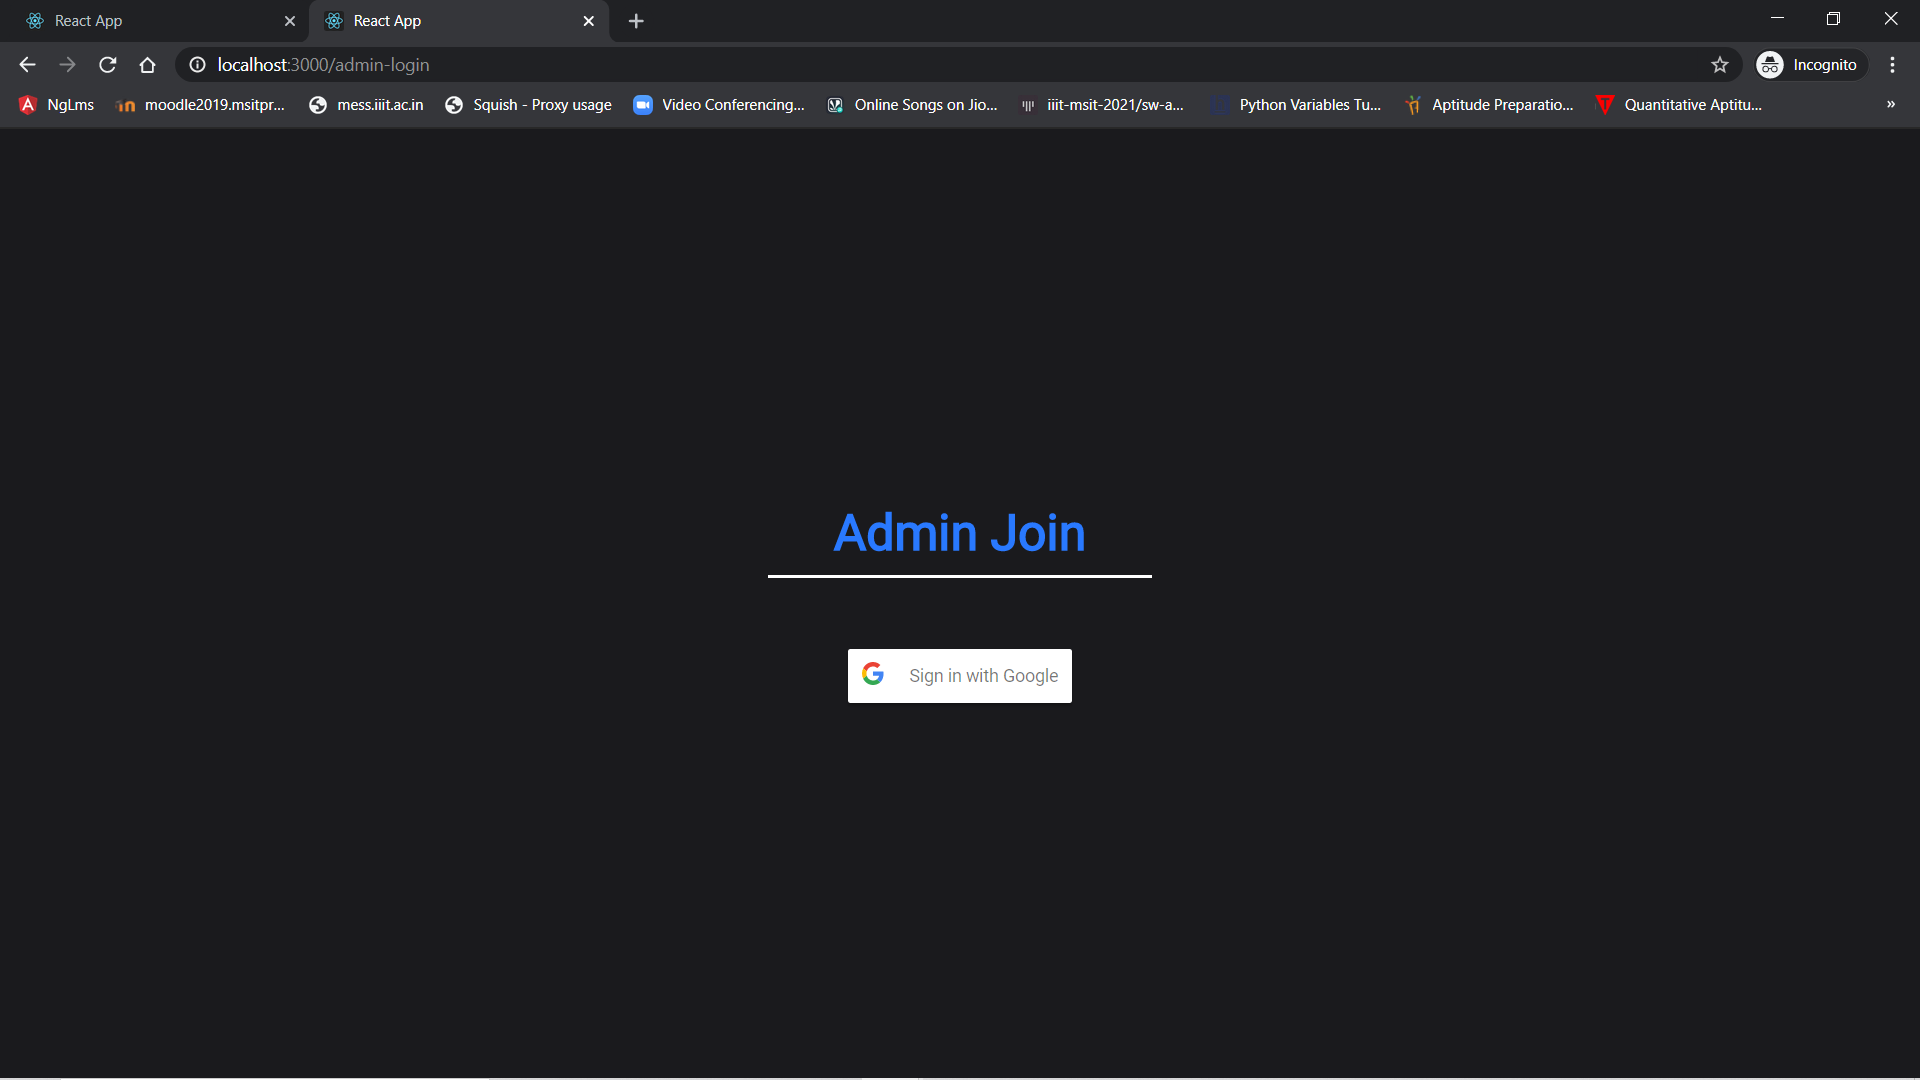 React App
React App
localhost:3000/admin-login
Incognito
NgLms
moodle2019.msitpr...
mess.iiit.ac.in
Squish - Proxy usage
Video Conferencing...
Online Songs on Jio...
iiit-msit-2021/sw-a...
Python Variables Tu...
Aptitude Preparatio...
Quantitative Aptitu...
»
Admin Join
Sign in with Google